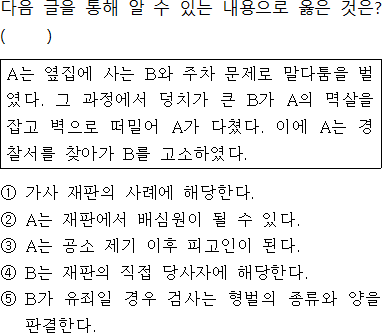 다음 글을 통해 알 수 있는 내용으로 옳은 것은?
(      )
A는 옆집에 사는 B와 주차 문제로 말다툼을 벌
였다. 그 과정에서 덩치가 큰 B가 A의 멱살을
잡고 벽으로 떠밀어 A가 다쳤다. 이에 A는 경
찰서를 찾아가 B를 고소하였다.
① 가사 재판의 사례에 해당한다.
② A는 재판에서 배심원이 될 수 있다.
③ A는 공소 제기 이후 피고인이 된다.
④ B는 재판의 직접 당사자에 해당한다.
⑤ B가 유죄일 경우 검사는 형벌의 종류와 양을
판결한다.